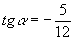 tg α = −5/12